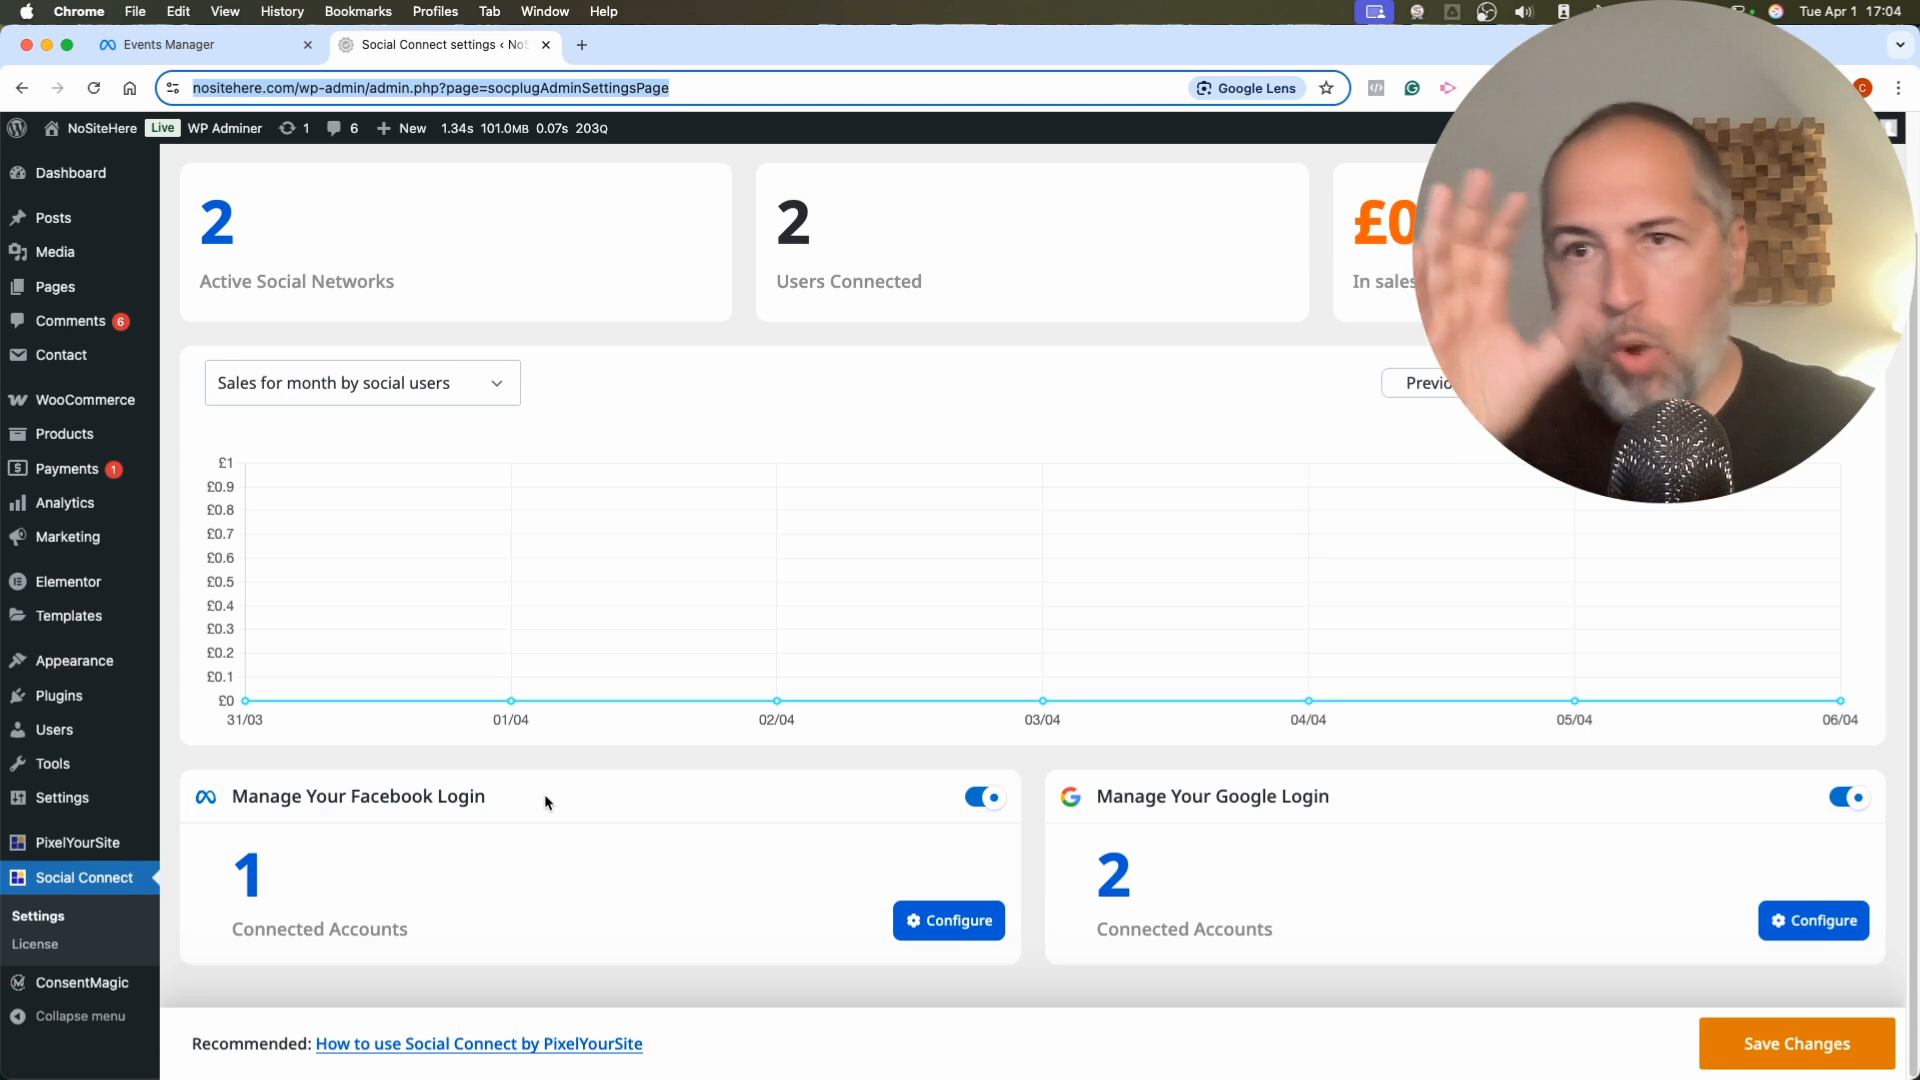 Chrome File Edit View History Bookmarks Profiles Tab Window Help Tue Apr 1 17:04
Events Manager
Social Connect settings ‹ NoS
nositehere.com/wp-admin/admin.php?page=socplugAdminSettingsPage
Google Lens
C
NoSiteHere Live WP Adminer 1 6 New 1.34s 101.0MB 0.07s 203Q
Dashboard
Posts
Media
Pages
Comments 6
Contact
WooCommerce
Products
Payments 1
Analytics
Marketing
Elementor
Templates
Appearance
Plugins
Users
Tools
Settings
PixelYourSite
Social Connect
Settings
License
ConsentMagic
Collapse menu
2
Active Social Networks
2
Users Connected
£0
In sales
Sales for month by social users
Previo
£1
£0.9
£0.8
£0.7
£0.6
£0.5
£0.4
£0.3
£0.2
£0.1
£0
31/03 01/04 02/04 03/04 04/04 05/04 06/04
Manage Your Facebook Login
1
Connected Accounts
Configure
Manage Your Google Login
2
Connected Accounts
Configure
Recommended: How to use Social Connect by PixelYourSite
Save Changes